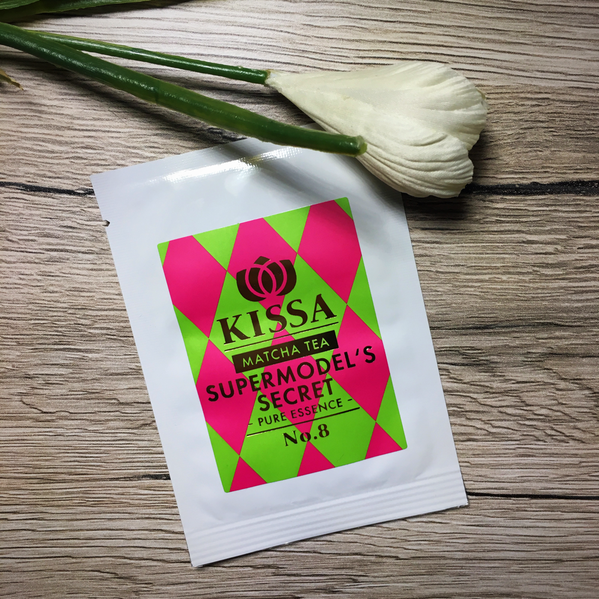 KISSA
MATCHA TEA
SUPERMODEL'S
SECRET
- PURE ESSENCE -
No.8